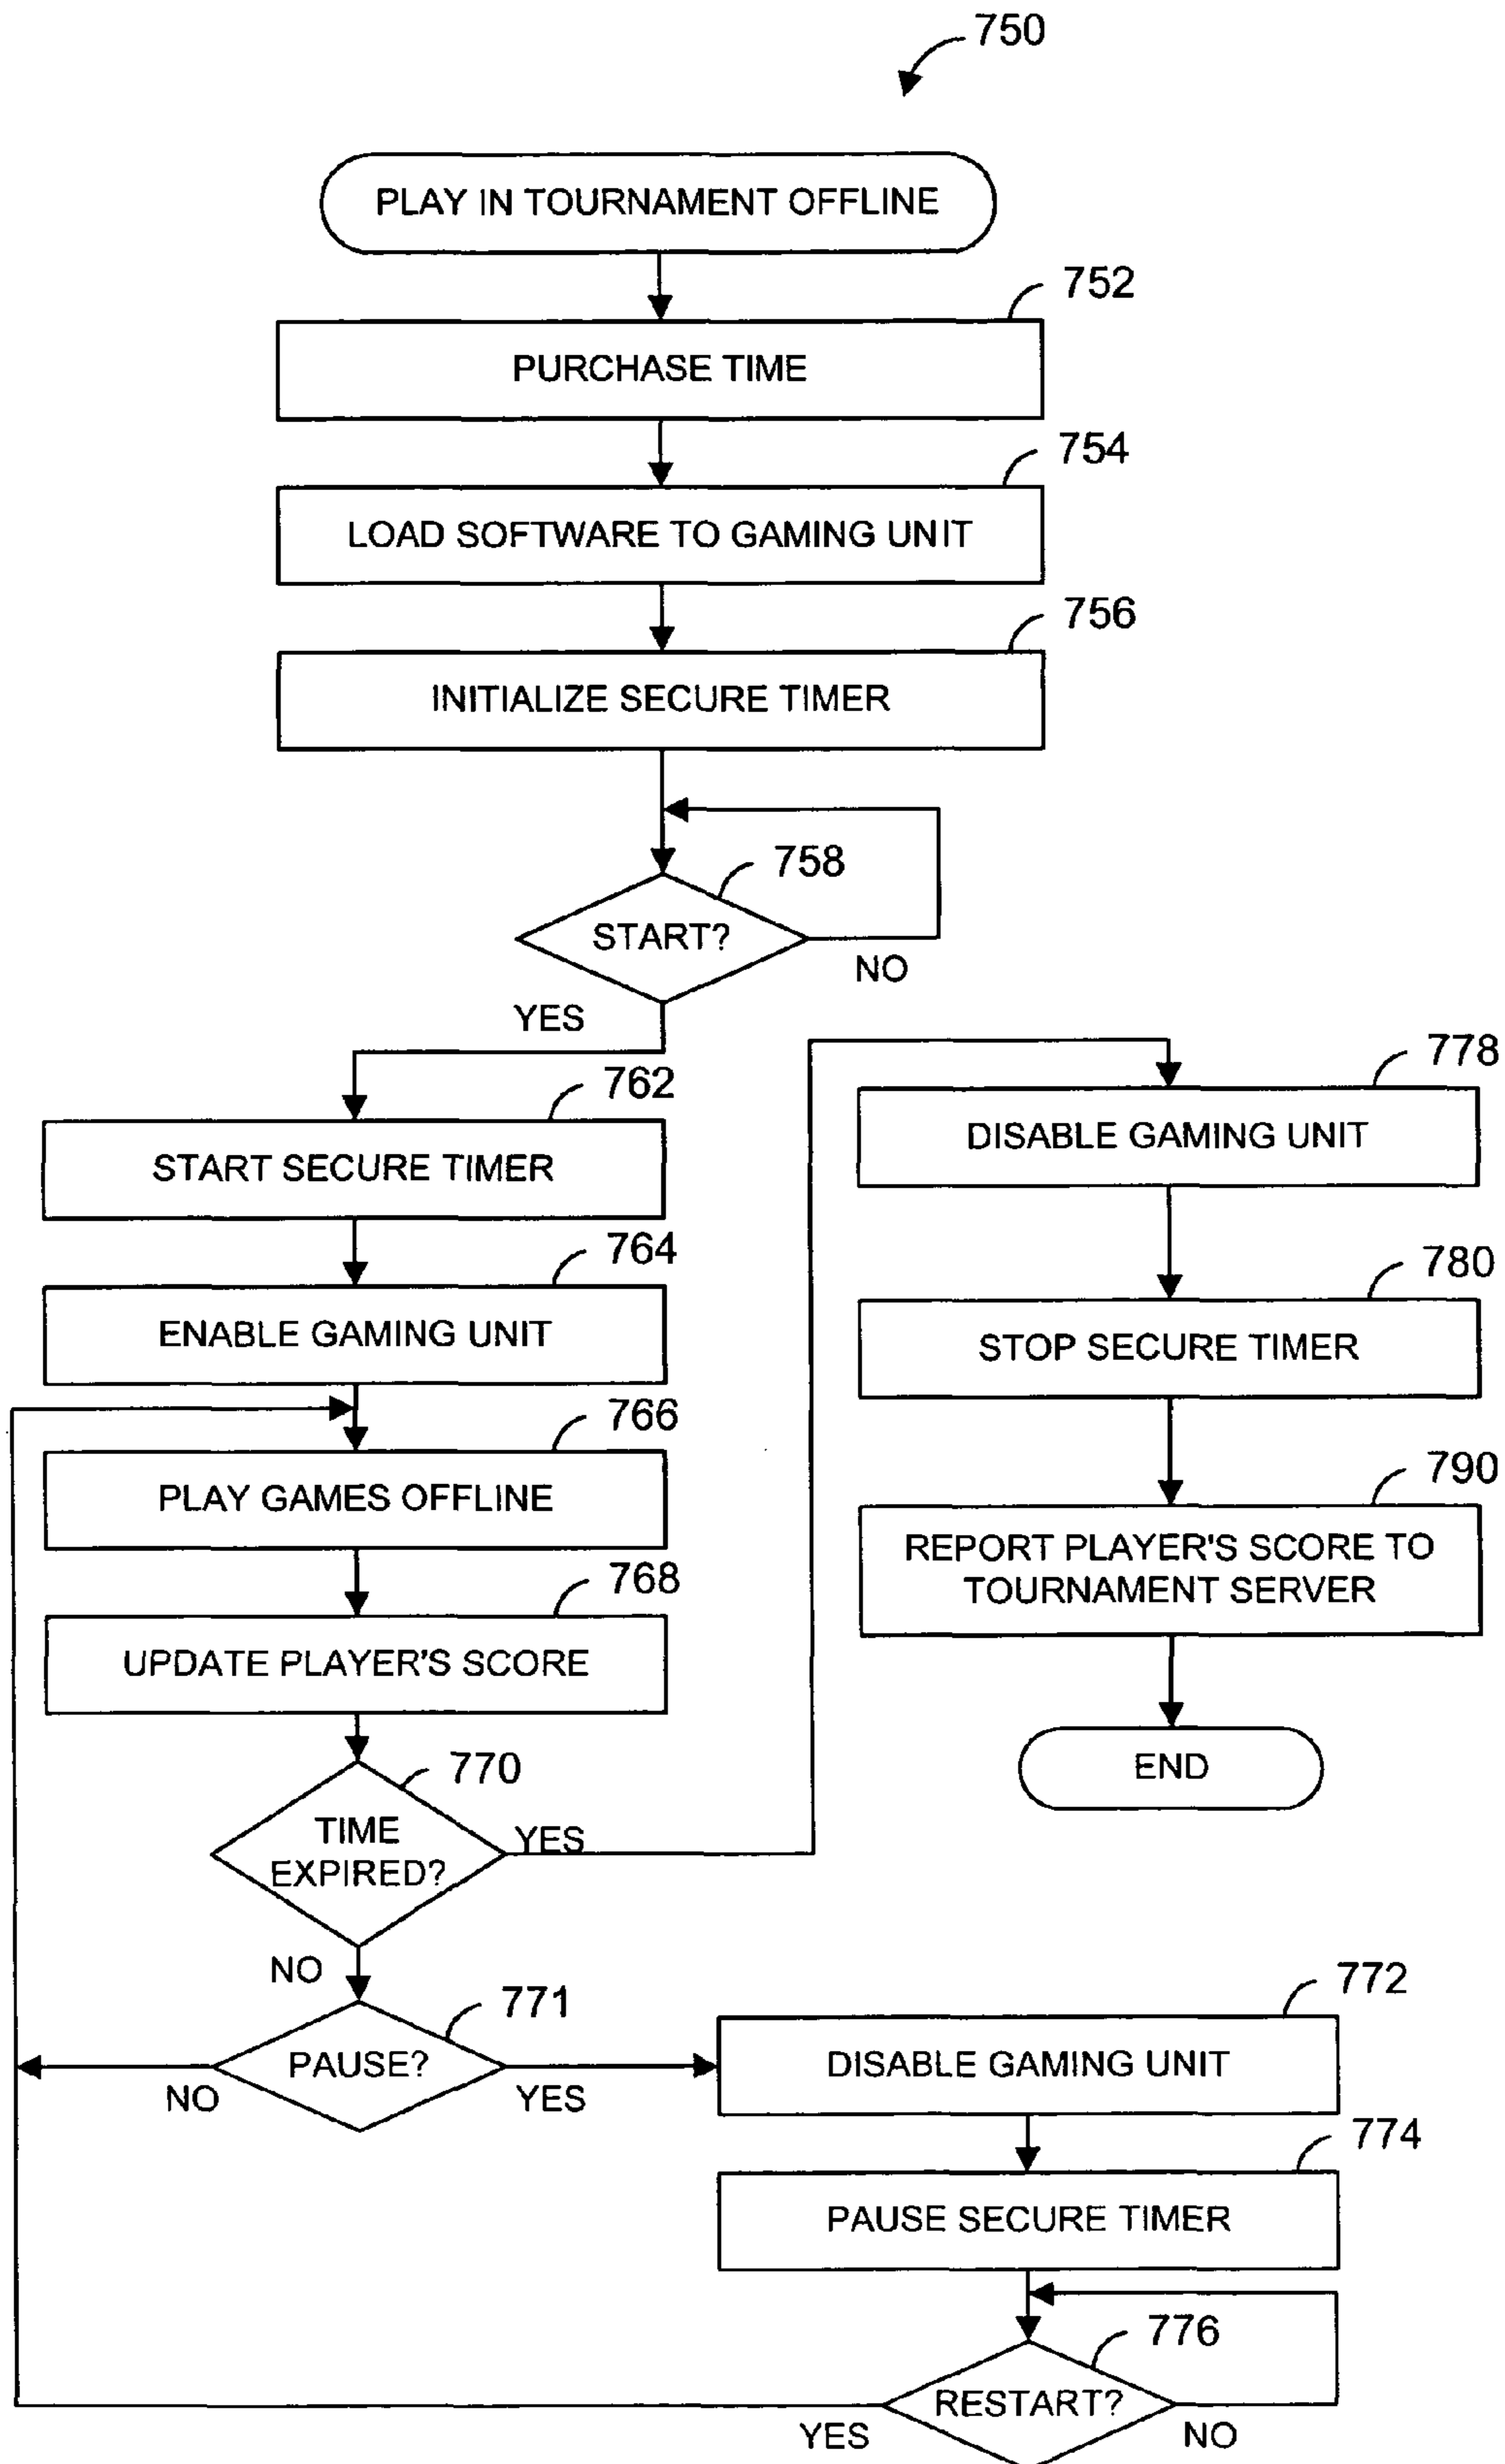 750
PLAY IN TOURNAMENT OFFLINE
752
PURCHASE TIME
754
LOAD SOFTWARE TO GAMING UNIT
756
INITIALIZE SECURE TIMER
758
START?
NO
YES
762
START SECURE TIMER
764
ENABLE GAMING UNIT
766
PLAY GAMES OFFLINE
768
UPDATE PLAYER'S SCORE
770
TIME
EXPIRED?
YES
NO
771
PAUSE?
NO
YES
772
DISABLE GAMING UNIT
774
PAUSE SECURE TIMER
776
RESTART?
YES
NO
778
DISABLE GAMING UNIT
780
STOP SECURE TIMER
790
REPORT PLAYER'S SCORE TO
TOURNAMENT SERVER
END